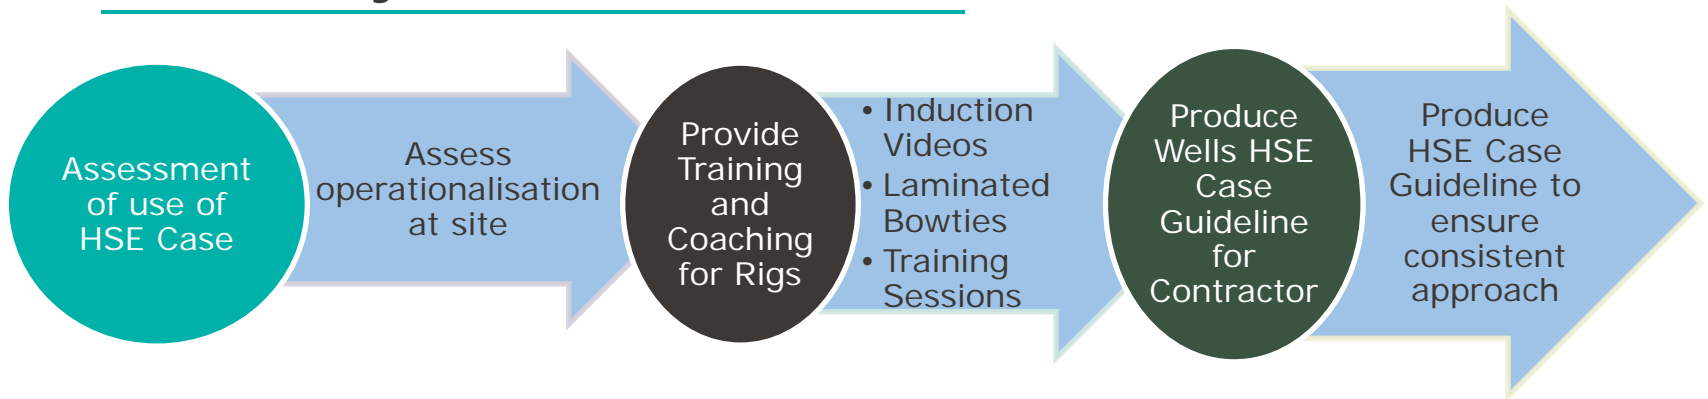 Assessment
of use of
HSE Case
Assess
operationalisation
at site
Provide
Training
and
Coaching
for Rigs
• Induction
Videos
• Laminated
Bowties
• Training
Sessions
Produce
Wells HSE
Case
Guideline
for
Contractor
Produce
HSE Case
Guideline to
ensure
consistent
approach